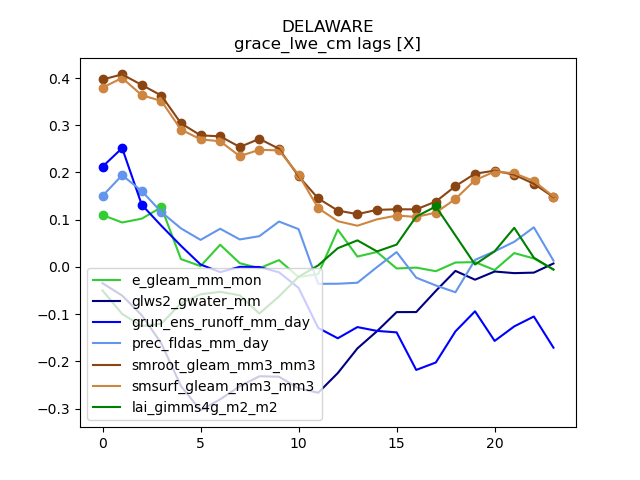 DELAWARE
grace_lwe_cm lags [X]
0.4
0.3
0.2
0.1
0.0
−0.1
−0.2
−0.3
e_gleam_mm_mon
glws2_gwater_mm
grun_ens_runoff_mm_day
prec_fldas_mm_day
smroot_gleam_mm3_mm3
smsurf_gleam_mm3_mm3
lai_gimms4g_m2_m2
0 5 10 15 20